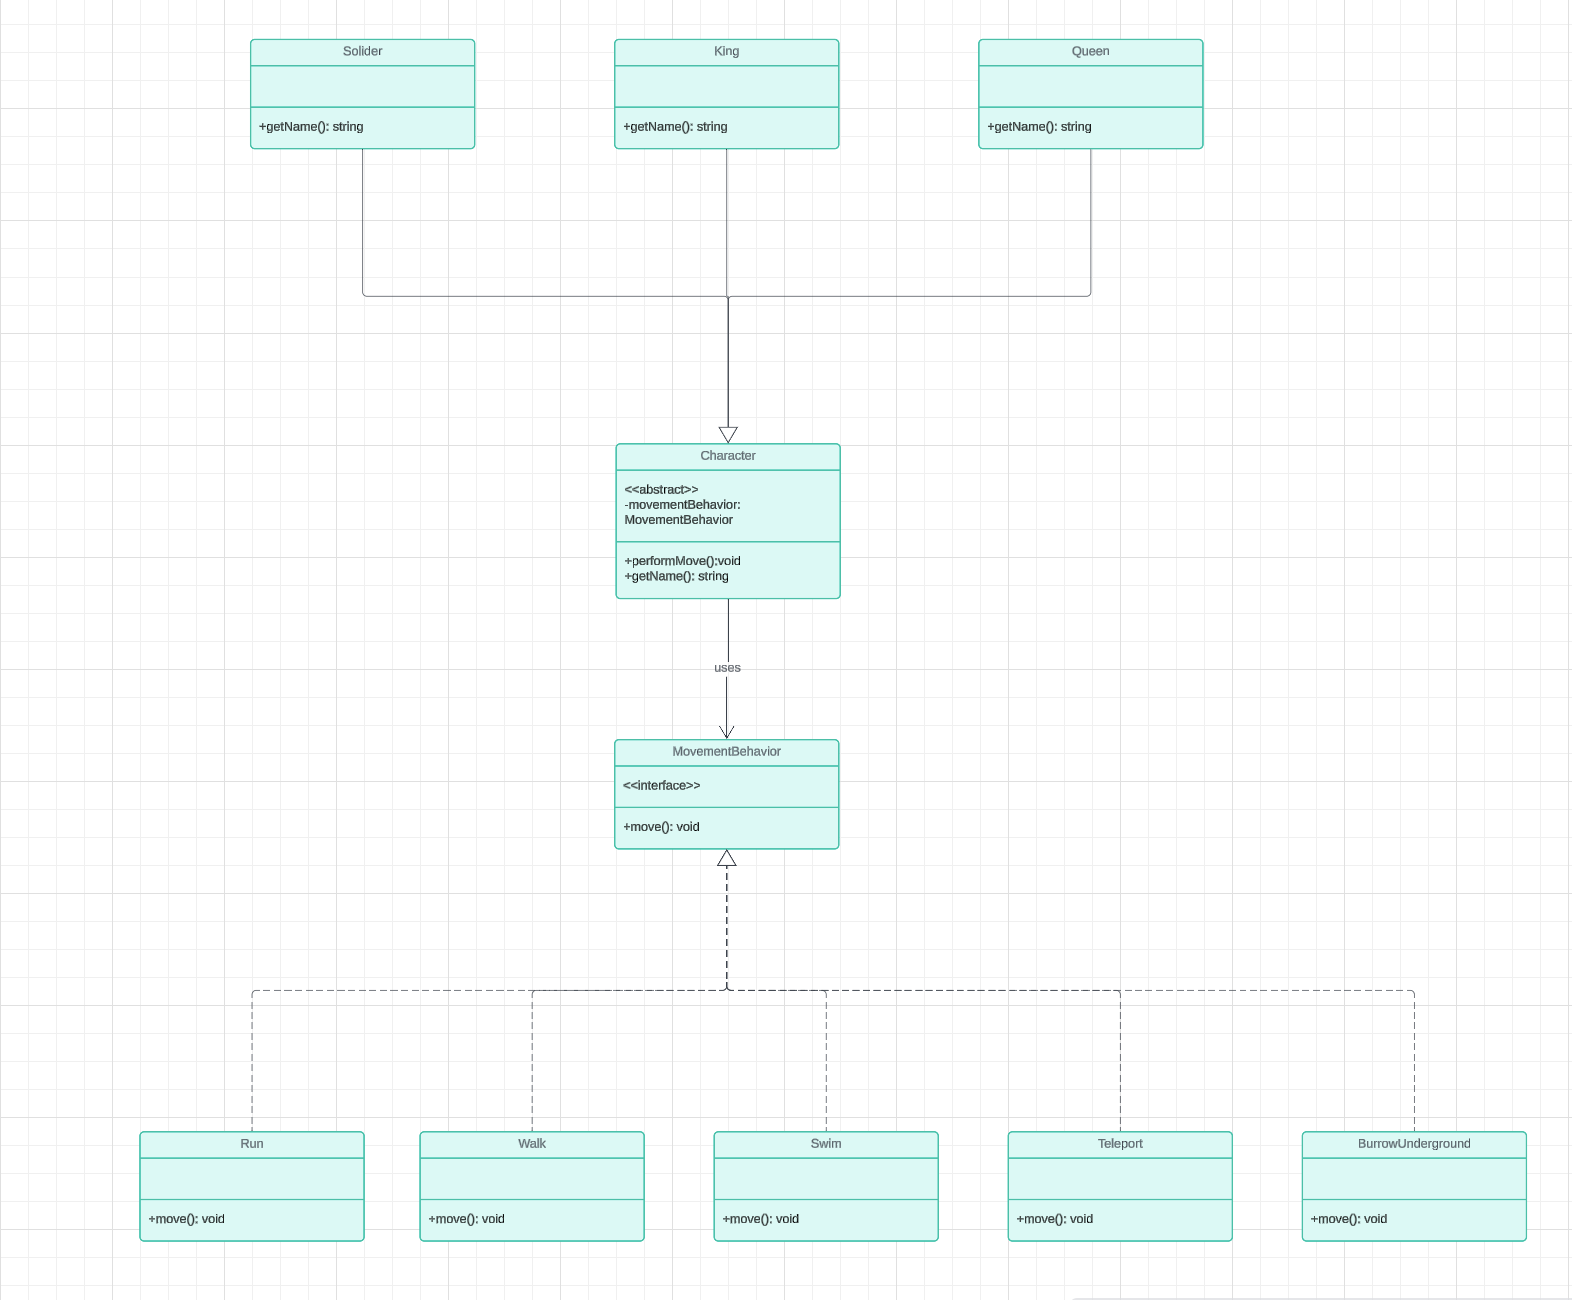 Solider
+getName(): string
King
+getName(): string
Queen
+getName(): string
Character
<<abstract>>
-movementBehavior:
MovementBehavior
+performMove():void
+getName(): string
uses
MovementBehavior
<<interface>>
+move(): void
Run
+move(): void
Walk
+move(): void
Swim
+move(): void
Teleport
+move(): void
BurrowUnderground
+move(): void